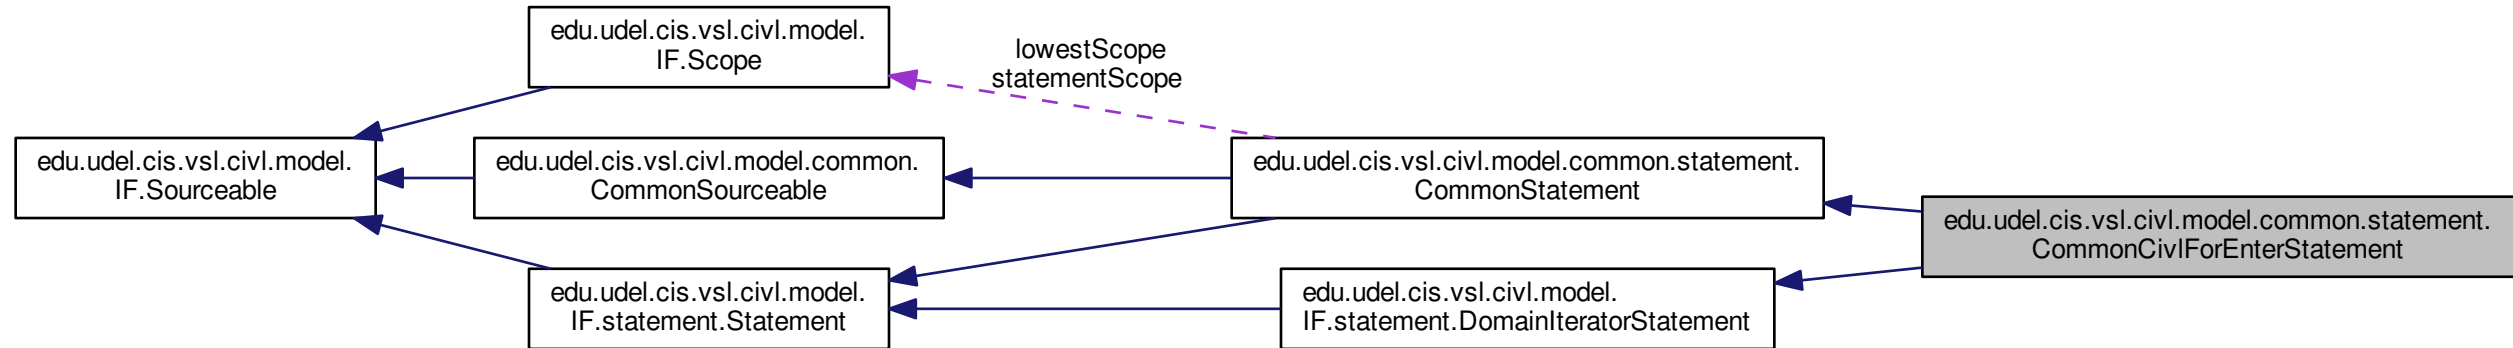 edu.udel.cis.vsl.civl.model.
IF.Scope
lowestScope
statementScope
edu.udel.cis.vsl.civl.model.
IF.Sourceable
edu.udel.cis.vsl.civl.model.common.
CommonSourceable
edu.udel.cis.vsl.civl.model.common.statement.
CommonStatement
edu.udel.cis.vsl.civl.model.common.statement.
CommonCivlForEnterStatement
edu.udel.cis.vsl.civl.model.
IF.statement.Statement
edu.udel.cis.vsl.civl.model.
IF.statement.DomainIteratorStatement